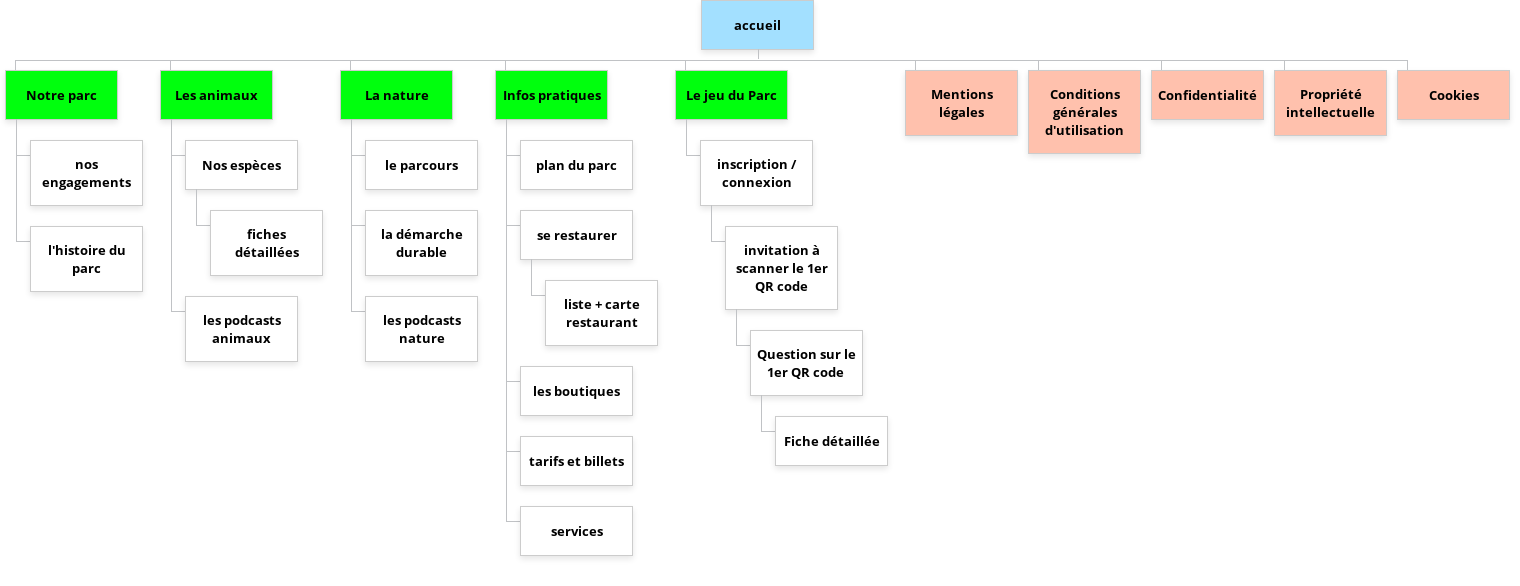 accueil
Notre parc
nos
engagements
l'histoire du
parc
Les animaux
Nos espèces
fiches
détaillées
les podcasts
animaux
La nature
le parcours
la démarche
durable
les podcasts
nature
Infos pratiques
plan du parc
se restaurer
liste + carte
restaurant
les boutiques
tarifs et billets
services
Le jeu du Parc
inscription /
connexion
invitation à
scanner le 1er
QR code
Question sur le
1er QR code
Fiche détaillée
Mentions
légales
Conditions
générales
d'utilisation
Confidentialité
Propriété
intellectuelle
Cookies